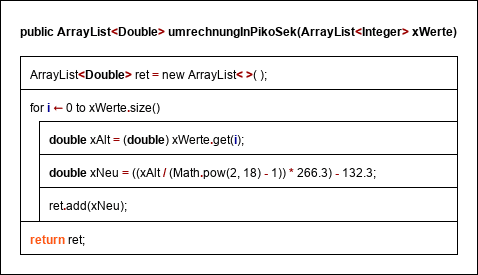 public ArrayList<Double> umrechnungInPikoSek(ArrayList<Integer> xWerte)
ArrayList<Double> ret = new ArrayList< >( );
for i ← 0 to xWerte.size()
double xAlt = (double) xWerte.get(i);
double xNeu = ((xAlt / (Math.pow(2, 18) - 1)) * 266.3) - 132.3;
ret.add(xNeu);
return ret;